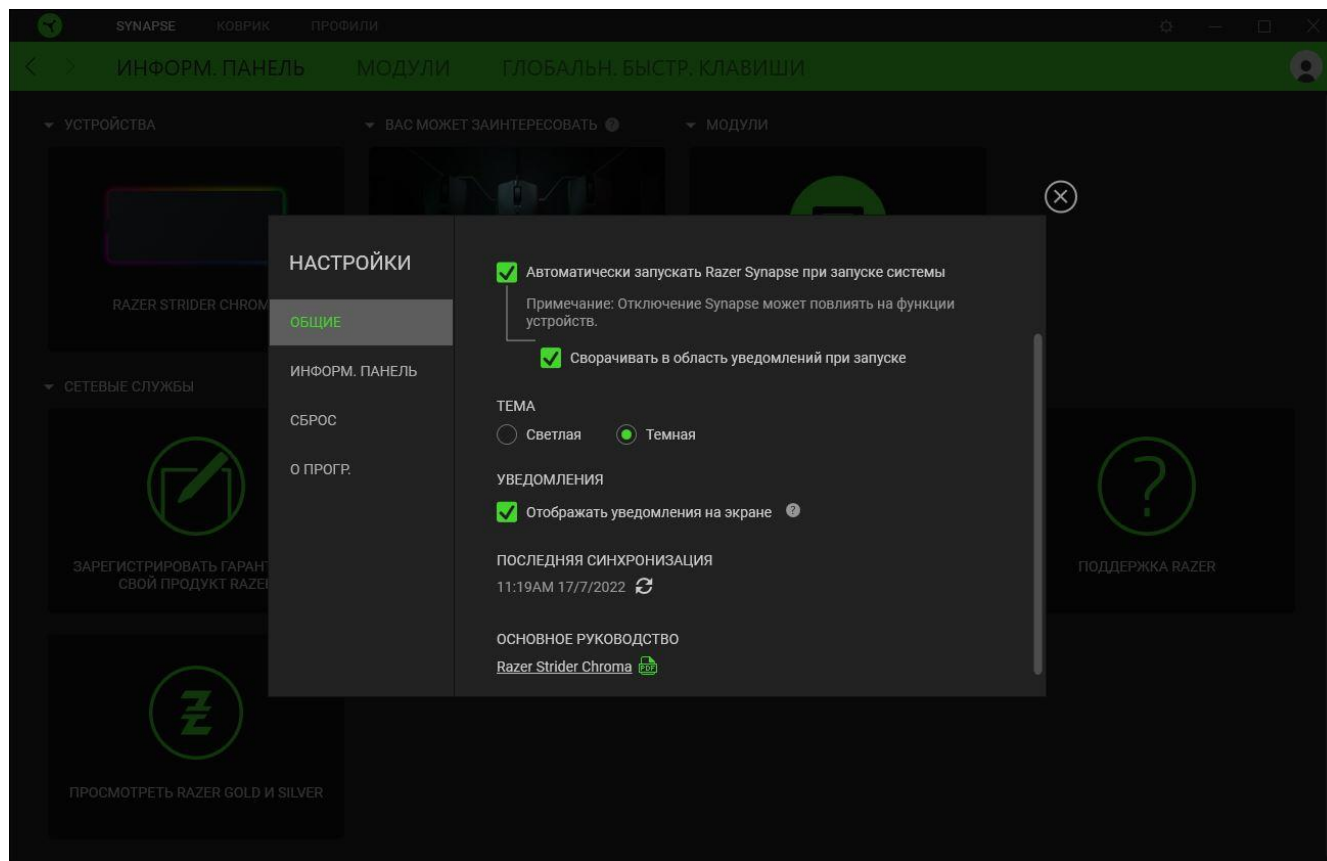 SYNAPSE КОВРИК ПРОФИЛИ
ИНФОРМ. ПАНЕЛЬ МОДУЛИ ГЛОБАЛЬН. БЫСТР. КЛАВИШИ
УСТРОЙСТВА
ВАС МОЖЕТ ЗАИНТЕРЕСОВАТЬ ?
МОДУЛИ
RAZER STRIDER CHROM
СЕТЕВЫЕ СЛУЖБЫ
ЗАРЕГИСТРИРОВАТЬ ГАРАНТ
СВОЙ ПРОДУКТ RAZE
ПРОСМОТРЕТЬ RAZER GOLD И SILVER
НАСТРОЙКИ
ОБЩИЕ
ИНФОРМ. ПАНЕЛЬ
СБРОС
О ПРОГР.
Автоматически запускать Razer Synapse при запуске системы
Примечание: Отключение Synapse может повлиять на функции
устройств.
Сворачивать в область уведомлений при запуске
ТЕМА
Светлая Темная
УВЕДОМЛЕНИЯ
Отображать уведомления на экране ?
ПОСЛЕДНЯЯ СИНХРОНИЗАЦИЯ
11:19AM 17/7/2022
ОСНОВНОЕ РУКОВОДСТВО
Razer Strider Chroma PDF
?
ПОДДЕРЖКА RAZER